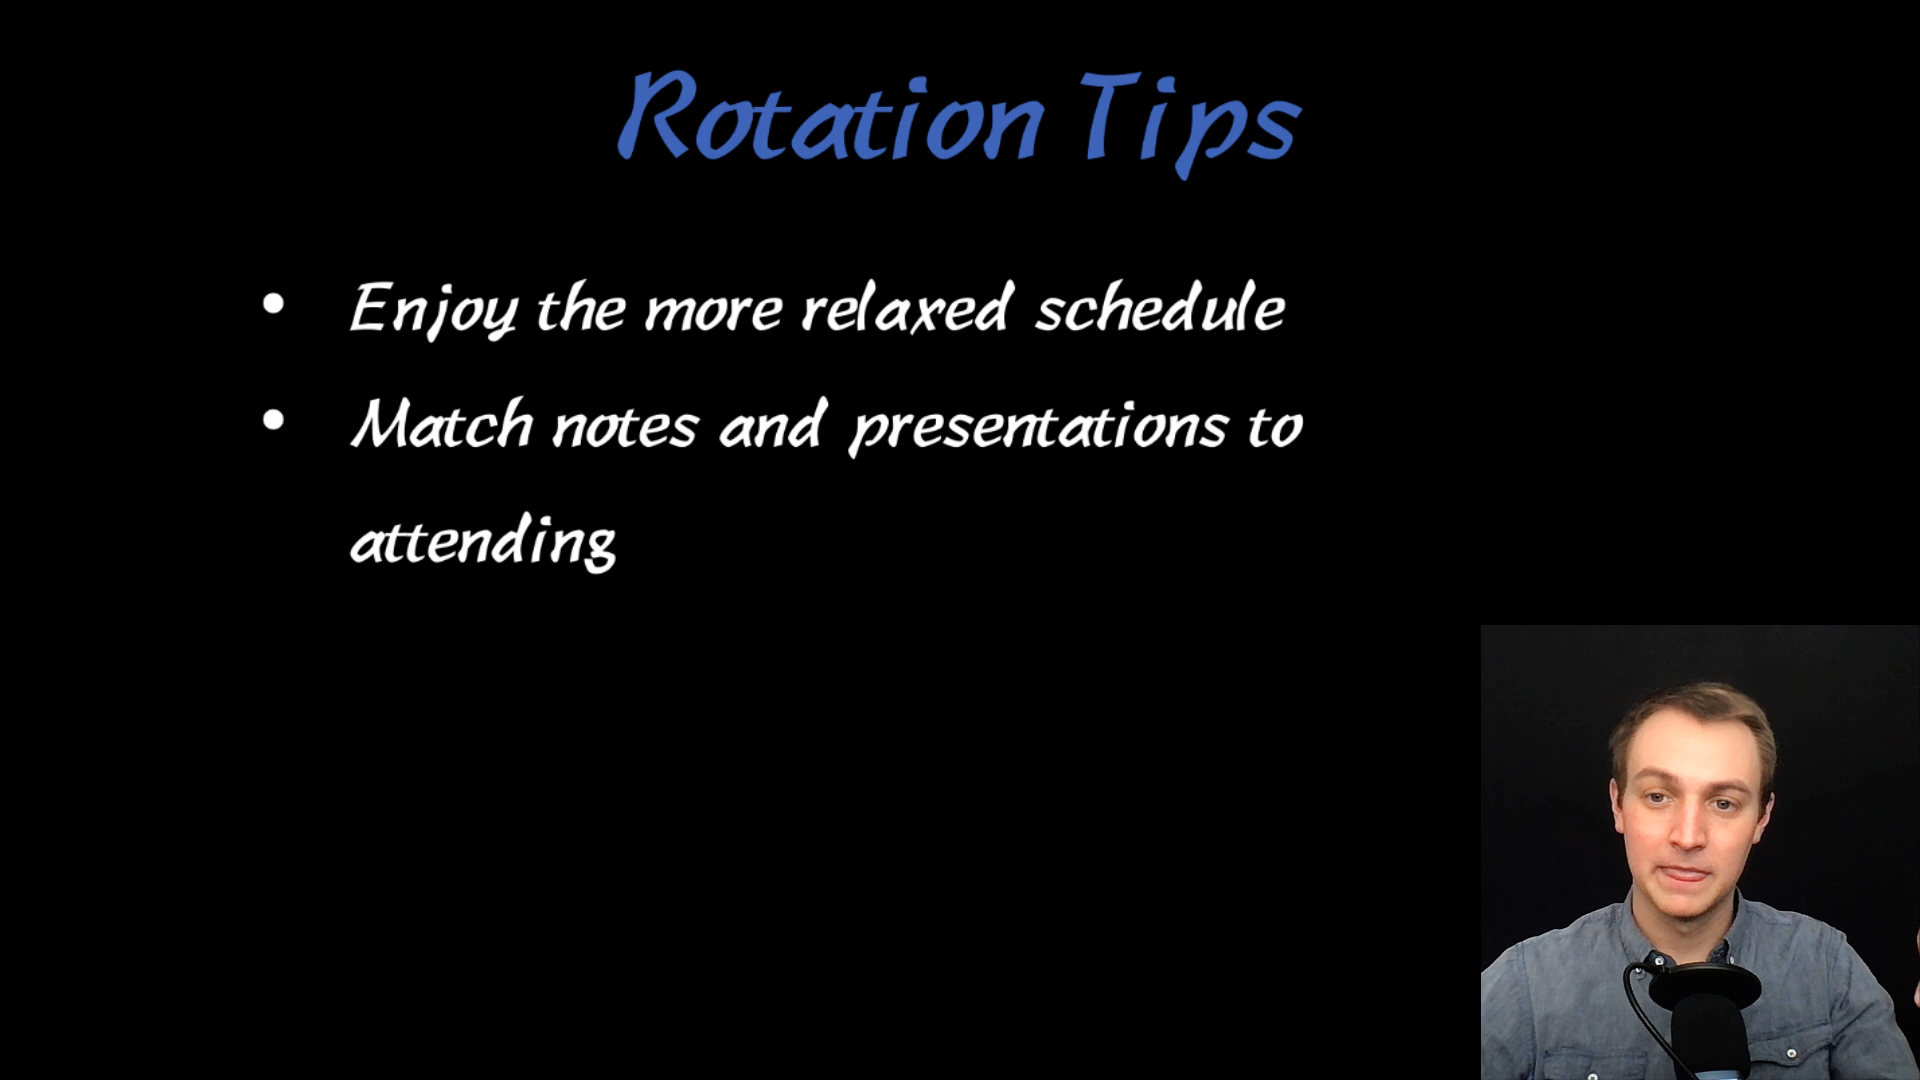 Rotation Tips
• Enjoy the more relaxed schedule
• Match notes and presentations to
attending